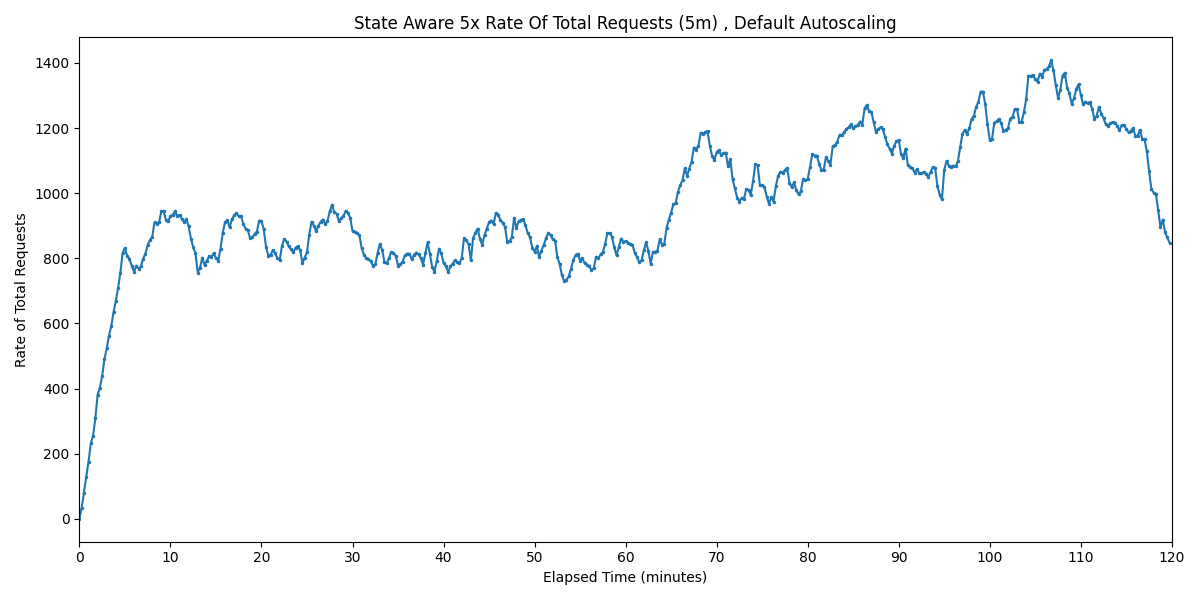 State Aware 5x Rate Of Total Requests (5m) , Default Autoscaling
1400
1200
1000
800
600
400
200
0
Rate of Total Requests
0 10 20 30 40 50 60 70 80 90 100 110 120
Elapsed Time (minutes)